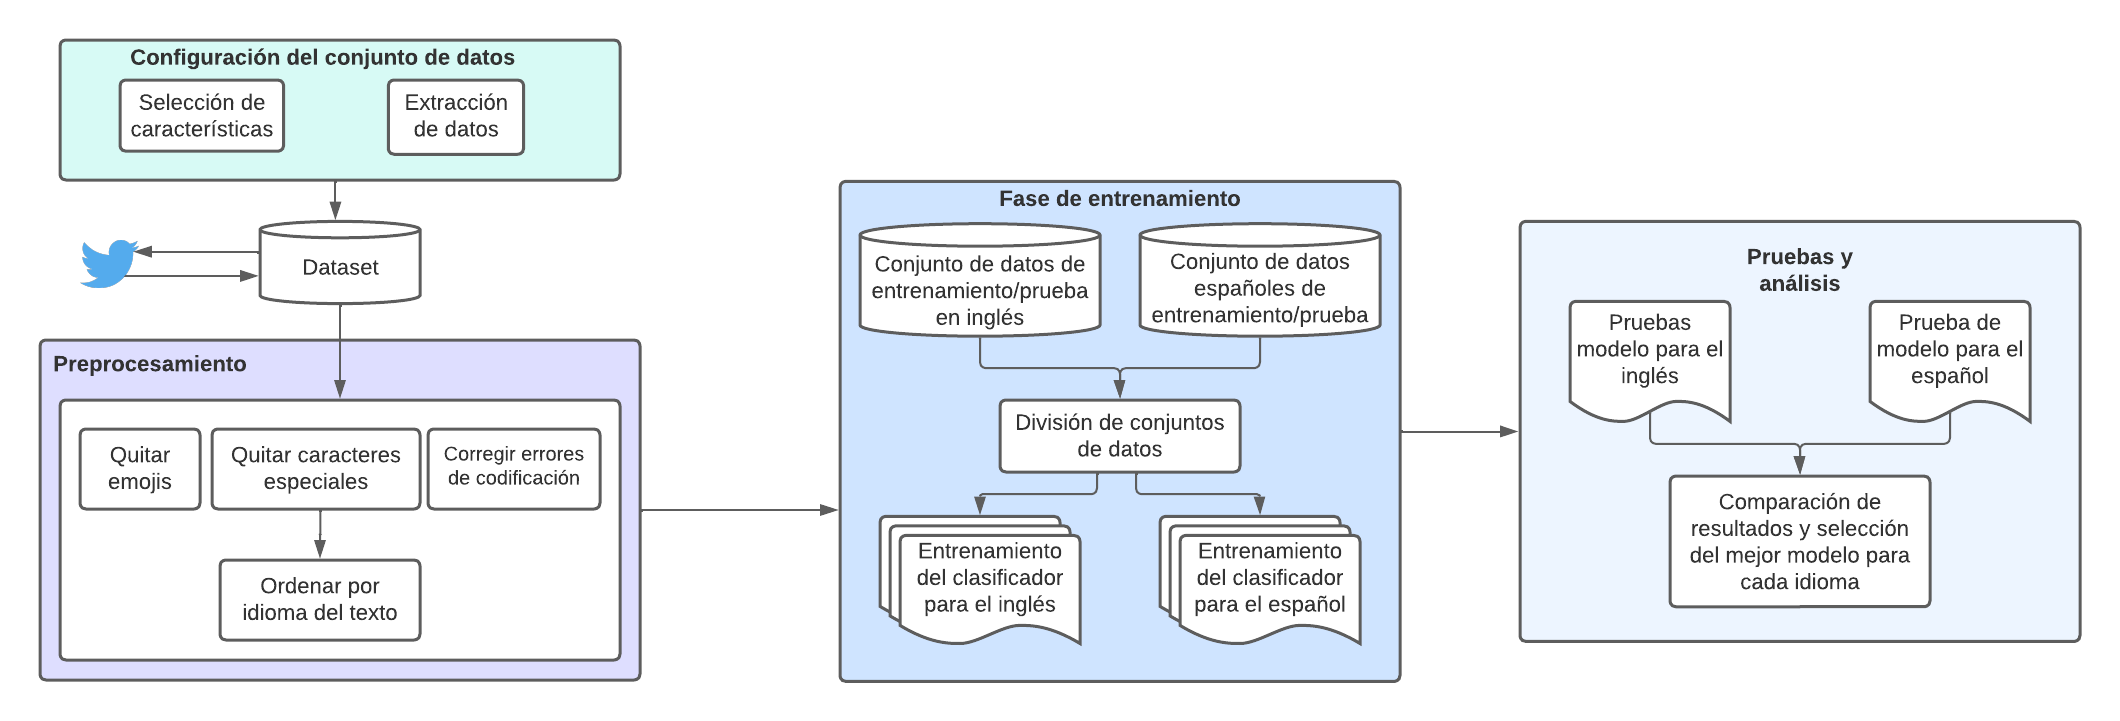 Configuración del conjunto de datos
Selección de
características
Extracción
de datos
Dataset
Preprocesamiento
Quitar
emojis
Quitar caracteres
especiales
Corregir errores
de codificación
Ordenar por
idioma del texto
Fase de entrenamiento
Conjunto de datos de
entrenamiento/prueba
en inglés
Conjunto de datos
españoles de
entrenamiento/prueba
División de conjuntos
de datos
Entrenamiento
del clasificador
para el inglés
Entrenamiento
del clasificador
para el español
Pruebas y
análisis
Pruebas
modelo para el
inglés
Prueba de
modelo para el
español
Comparación de
resultados y selección
del mejor modelo para
cada idioma